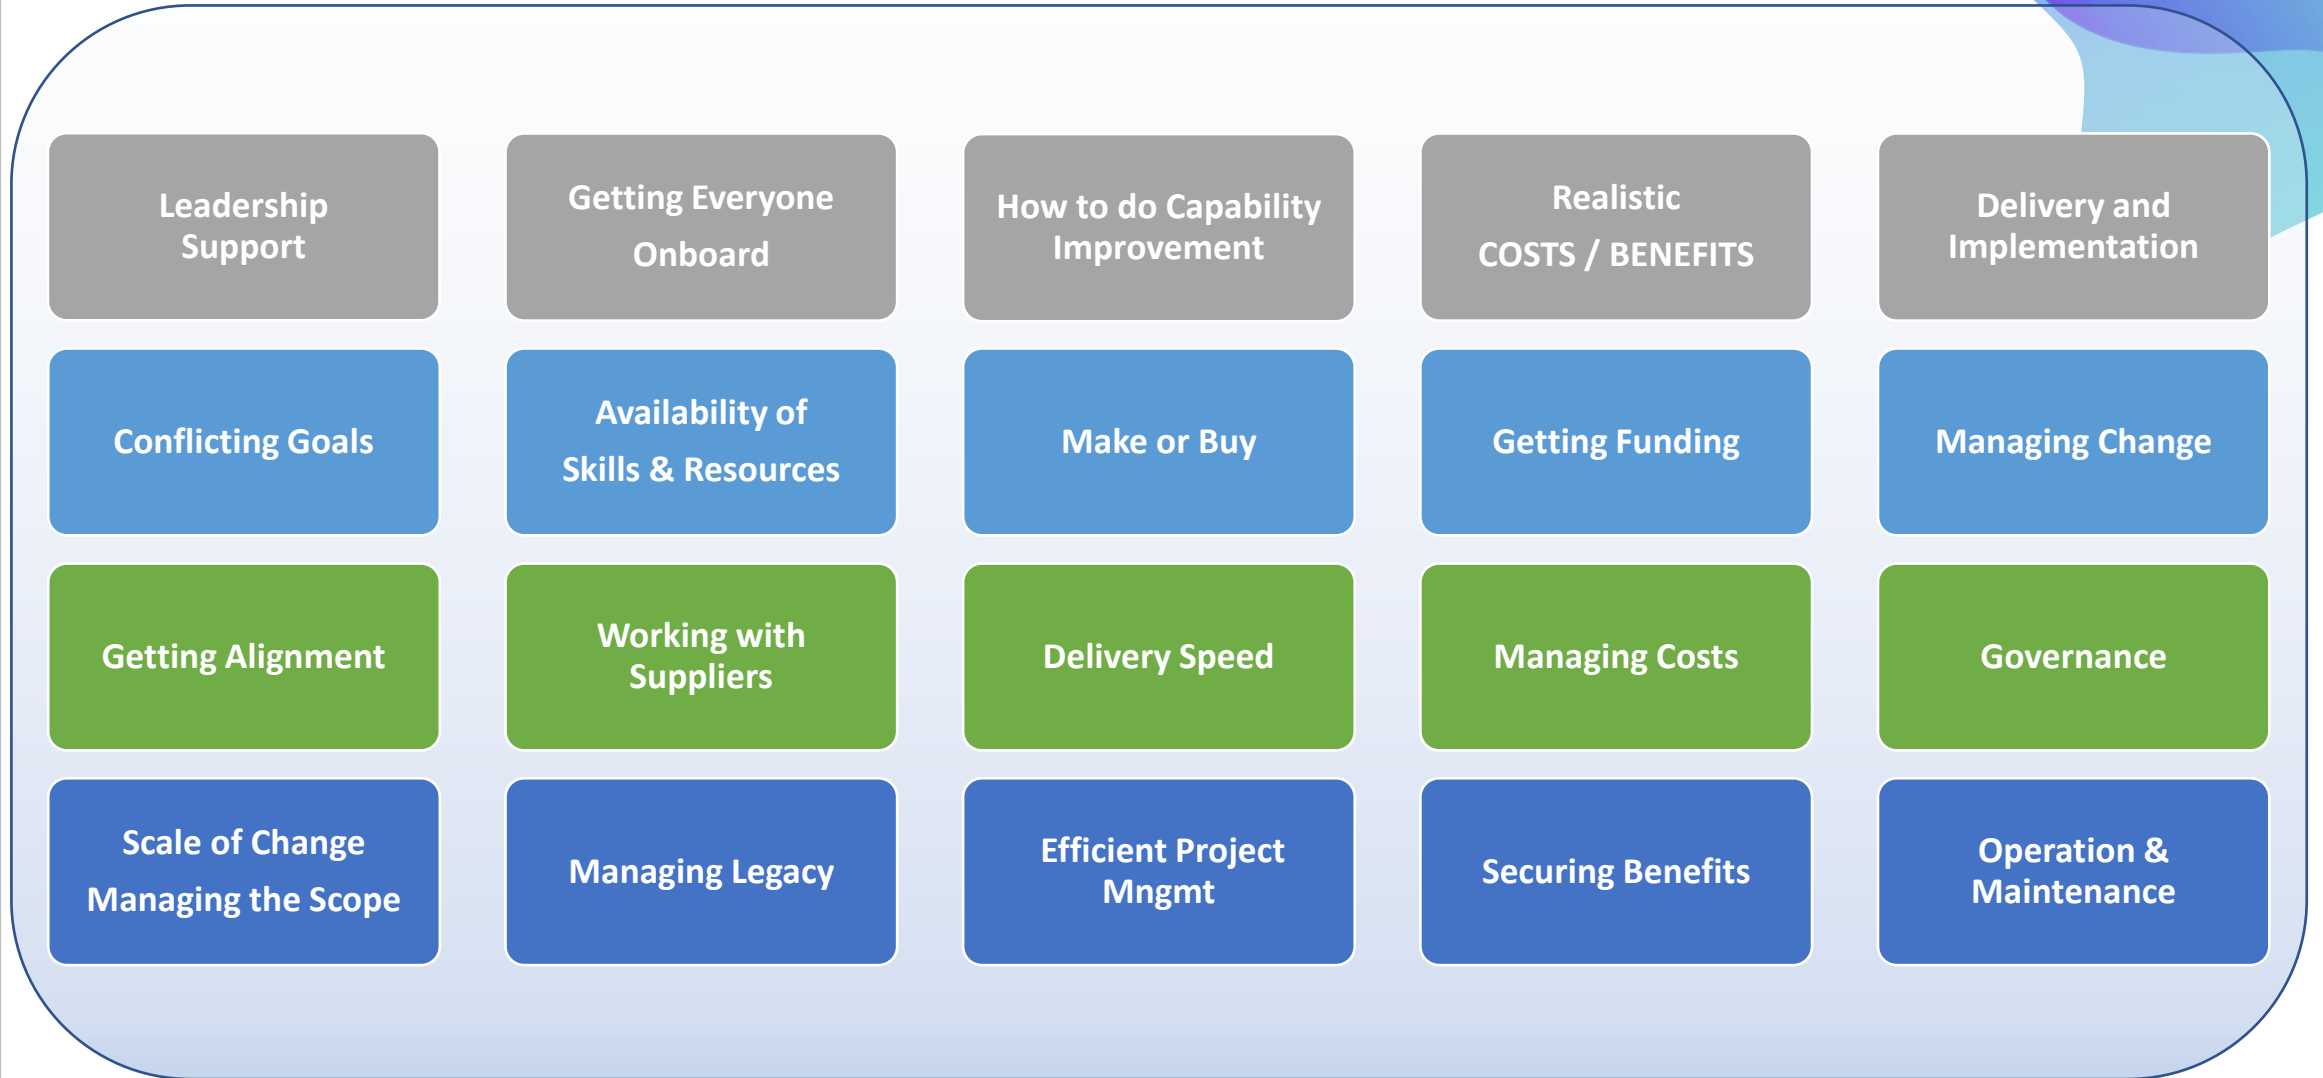 Leadership
Support
Getting Everyone
Onboard
How to do Capability
Improvement
Realistic
COSTS / BENEFITS
Delivery and
Implementation
Conflicting Goals
Availability of
Skills & Resources
Make or Buy
Getting Funding
Managing Change
Getting Alignment
Working with
Suppliers
Delivery Speed
Managing Costs
Governance
Scale of Change
Managing the Scope
Managing Legacy
Efficient Project
Mngmt
Securing Benefits
Operation &
Maintenance